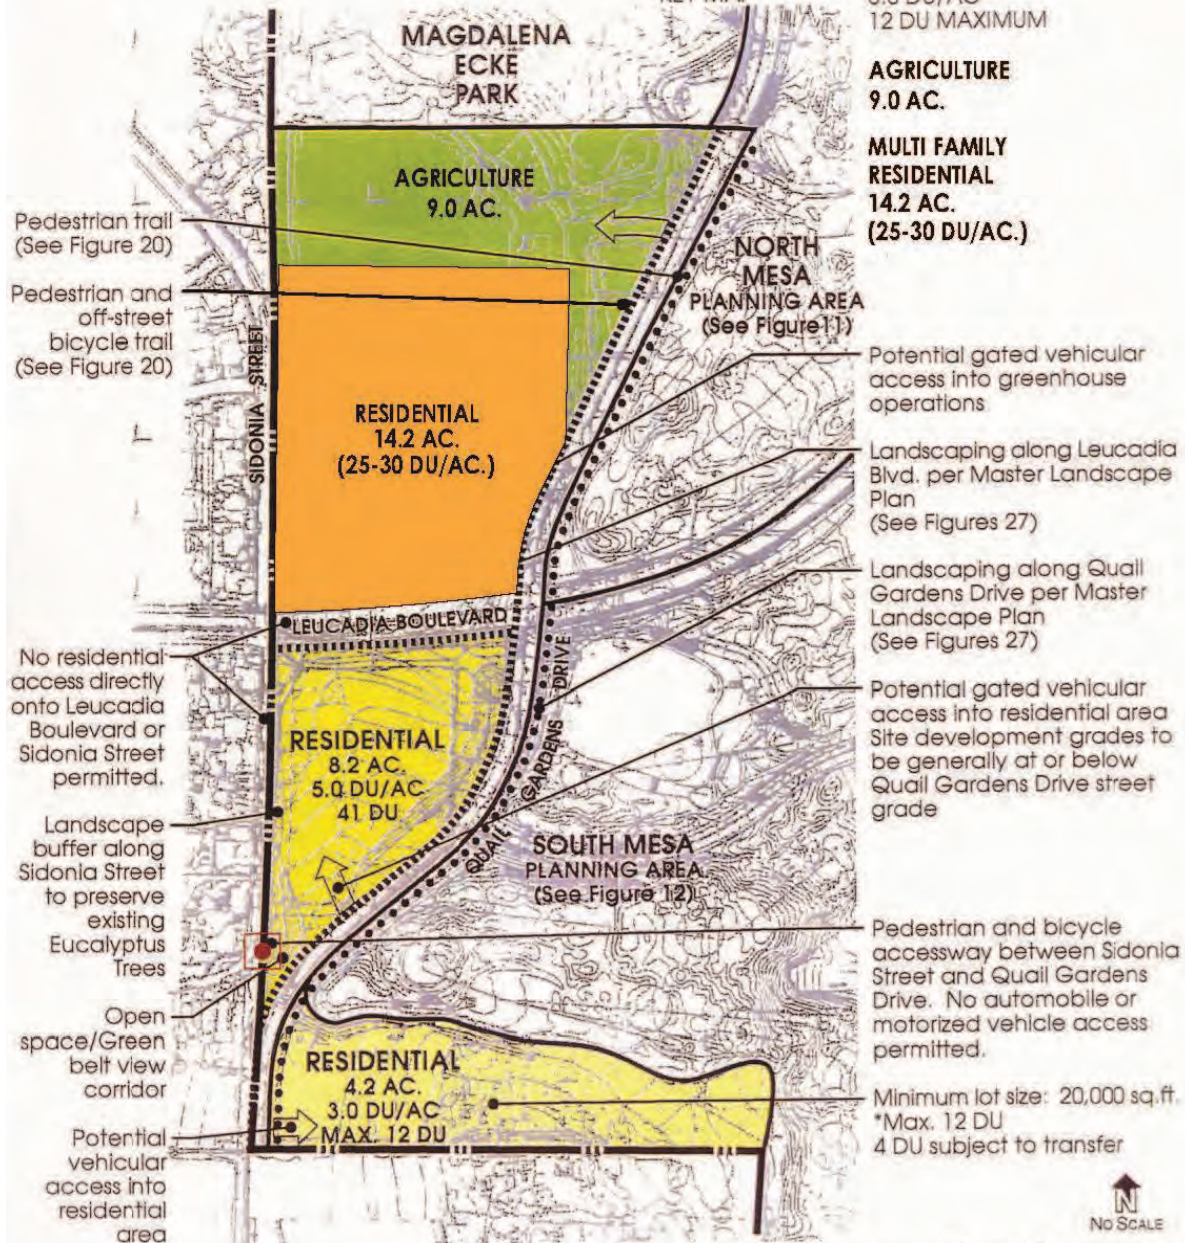 12 DU MAXIMUM
AGRICULTURE
9.0 AC.
MULTI FAMILY
RESIDENTIAL
14.2 AC.
(25-30 DU/AC.)
MAGDALENA
ECKE
PARK
AGRICULTURE
9.0 AC.
Pedestrian trail
(See Figure 20)
Pedestrian and
off-street
bicycle trail
(See Figure 20)
NORTH
MESA
PLANNING AREA
(See Figure11)
SIDONIA STREET
RESIDENTIAL
14.2 AC.
(25-30 DU/AC.)
Potential gated vehicular
access into greenhouse
operations
Landscaping along Leucadia
Blvd. per Master Landscape
Plan
(See Figures 27)
Landscaping along Quail
Gardens Drive per Master
Landscape Plan
(See Figures 27)
LEUCADIA BOULEVARD
QUAIL GARDENS DRIVE
No residential
access directly
onto Leucadia
Boulevard or
Sidonia Street
permitted.
RESIDENTIAL
8.2 AC.
5.0 DU/AC
41 DU
Potential gated vehicular
access into residential area
Site development grades to
be generally at or below
Quail Gardens Drive street
grade
Landscape
buffer along
Sidonia Street
to preserve
existing
Eucalyptus
Trees
SOUTH MESA
PLANNING AREA
(See Figure 12)
Pedestrian and bicycle
accessway between Sidonia
Street and Quail Gardens
Drive. No automobile or
motorized vehicle access
permitted.
Open
space/Green
belt view
corridor
RESIDENTIAL
4.2 AC.
3.0 DU/AC
MAX. 12 DU
Minimum lot size: 20,000 sq.ft.
*Max. 12 DU
4 DU subject to transfer
Potential
vehicular
access into
residential
area
N
NO SCALE